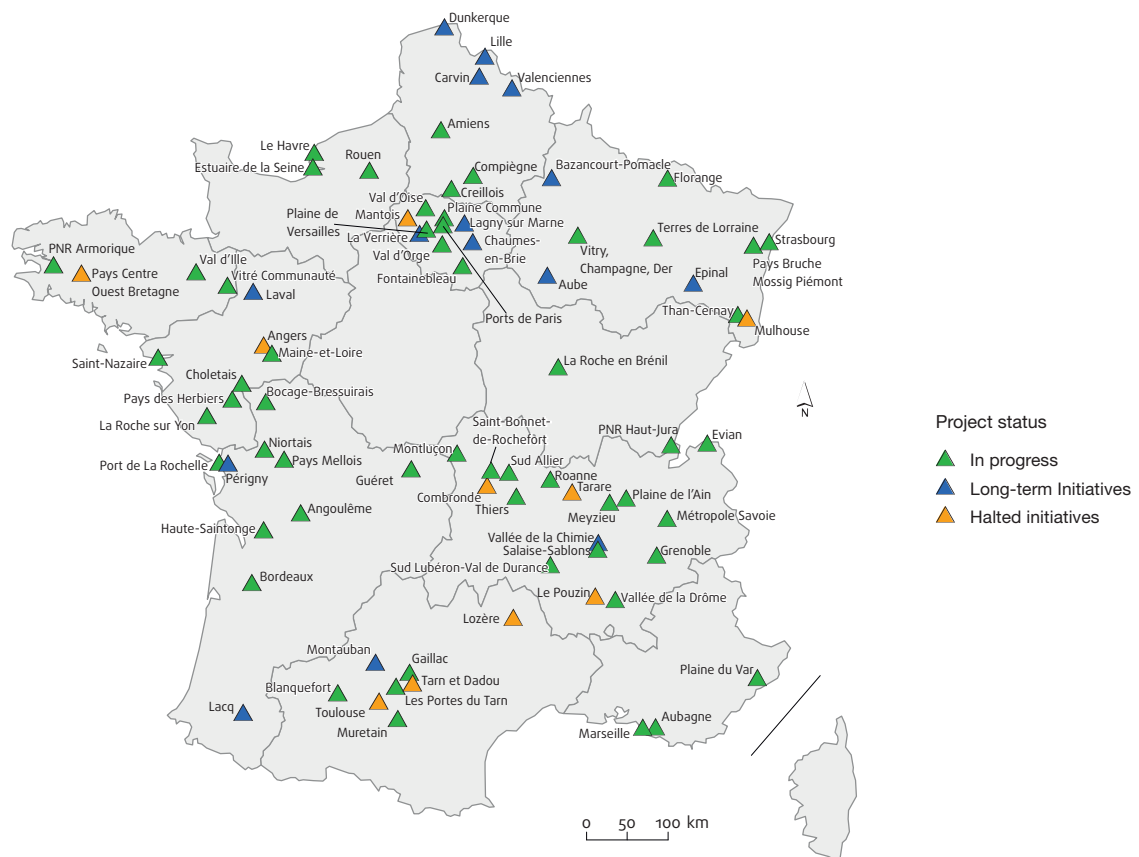 Dunkerque
Lille
Carvin
Valenciennes
Amiens
Le Havre
Estuaire de la Seine
Rouen
Compiègne
Bazancourt-Pomacle
Florange
Creillois
Val d'Oise
Mantois
Plaine Commune
Plaine de
Versailles
Lagny sur Marne
La Verrière
Chaumes-
en-Brie
Val d'Orge
Fontainebleau
Vitry,
Champagne, Der
Terres de Lorraine
Strasbourg
Pays Bruche
Mossig Piémont
PNR Armorique
Pays Centre
Ouest Bretagne
Val d'Ille
Vitré Communauté
Laval
Aube
Epinal
Ports de Paris
Than-Cernay
Mulhouse
Angers
Maine-et-Loire
Saint-Nazaire
La Roche en Brénil
Choletais
Pays des Herbiers
Bocage-Bressuirais
La Roche sur Yon
N
Saint-Bonnet-
de-Rochefort
PNR Haut-Jura
Evian
Niortais
Pays Mellois
Montluçon
Port de La Rochelle
Périgny
Guéret
Sud Allier
Roanne
Tarare
Combronde
Thiers
Plaine de l'Ain
Meyzieu
Métropole Savoie
Angoulême
Haute-Saintonge
Vallée de la Chimie
Salaise-Sablons
Grenoble
Sud Lubéron-Val de Durance
Bordeaux
Le Pouzin
Vallée de la Drôme
Lozère
Montauban
Gaillac
Tarn et Dadou
Blanquefort
Les Portes du Tarn
Toulouse
Muretain
Lacq
Plaine du Var
Marseille
Aubagne
Project status
In progress
Long-term Initiatives
Halted initiatives
0 50 100 km